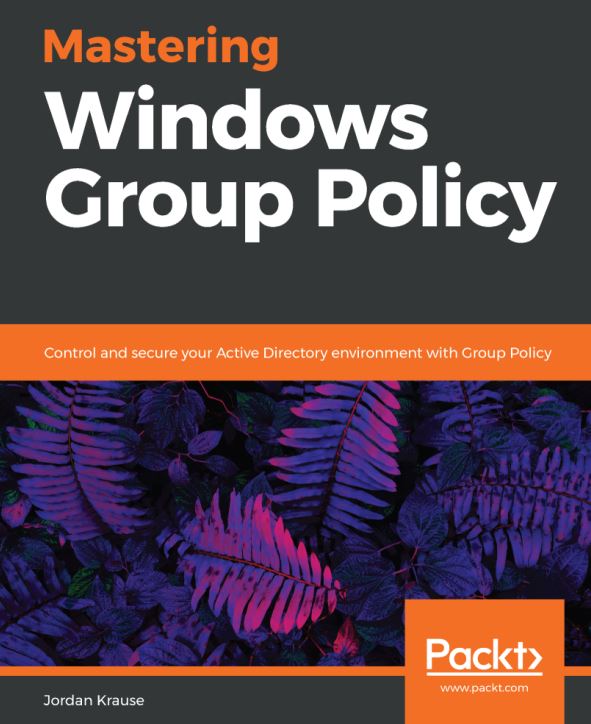 Mastering
Windows
Group Policy
Control and secure your Active Directory environment with Group Policy
Packt>
www.packt.com
Jordan Krause